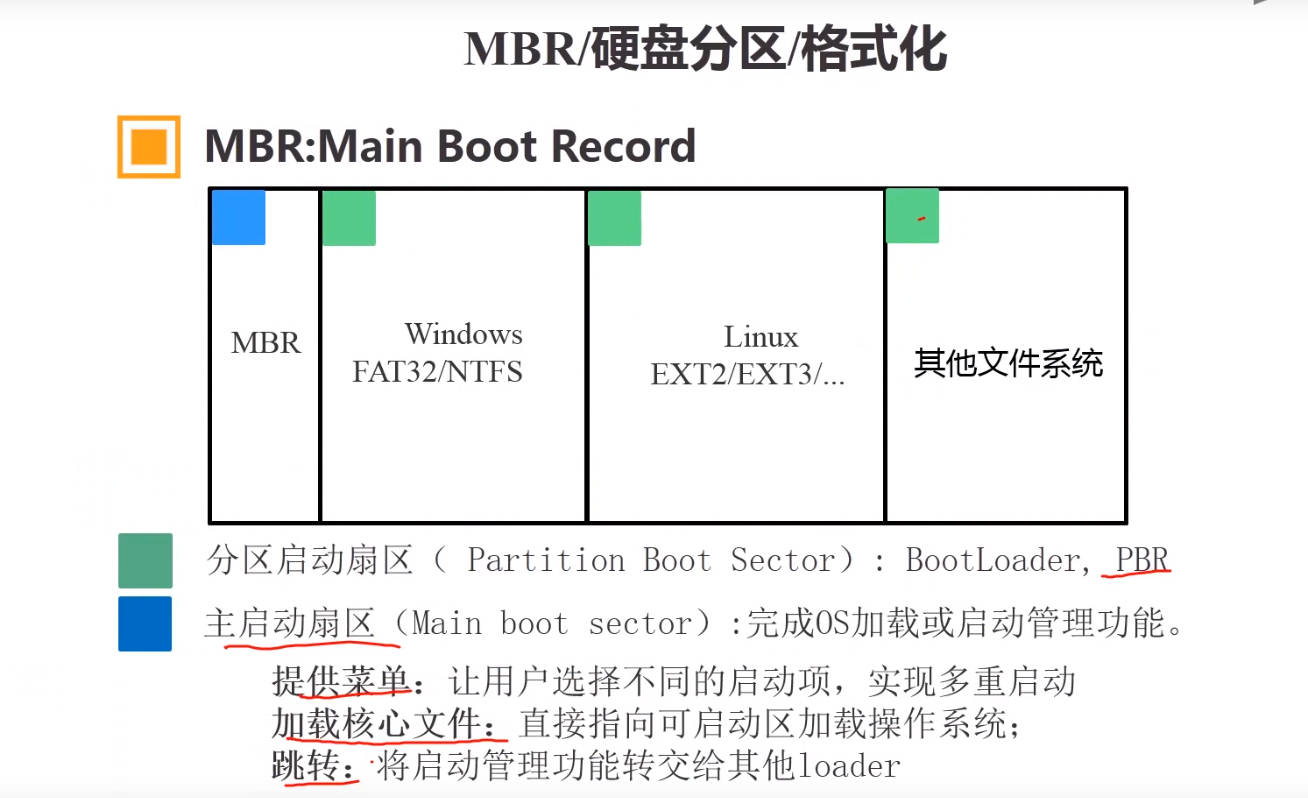 MBR/硬盘分区/格式化
MBR:Main Boot Record
MBR
Windows
FAT32/NTFS
Linux
EXT2/EXT3/...
其他文件系统
分区启动扇区（ Partition Boot Sector）: BootLoader, PBR
主启动扇区（Main boot sector）:完成OS加载或启动管理功能。
提供菜单：让用户选择不同的启动项，实现多重启动
加载核心文件：直接指向可启动区加载操作系统；
跳转：将启动管理功能转交给其他loader